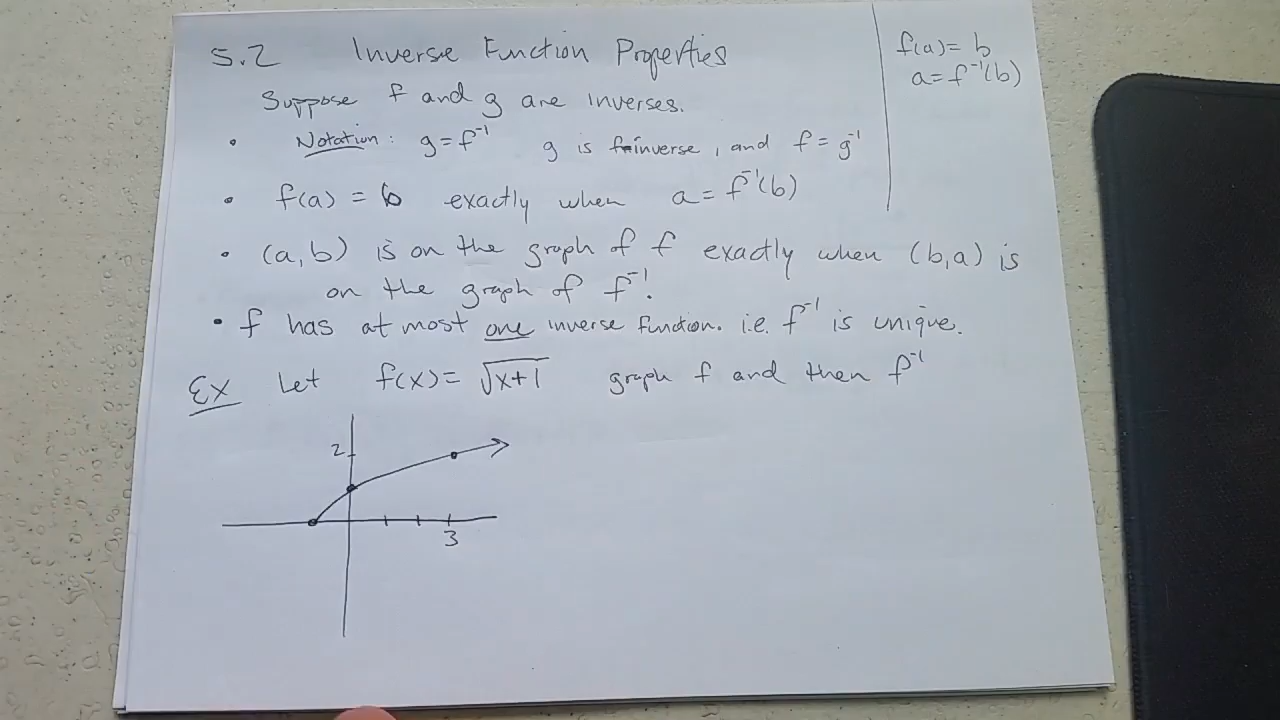 5.2 Inverse Function Properties
Suppose f and g are inverses.
• Notation: g = f⁻¹ g is f inverse, and f = g⁻¹
• f(a) = b exactly when a = f⁻¹(b)
• (a,b) is on the graph of f exactly when (b,a) is
on the graph of f⁻¹.
• f has at most one inverse function. i.e. f⁻¹ is unique.
Ex Let f(x) = √(x+1) graph f and then f⁻¹
2
3
f(a) = b
a = f⁻¹(b)